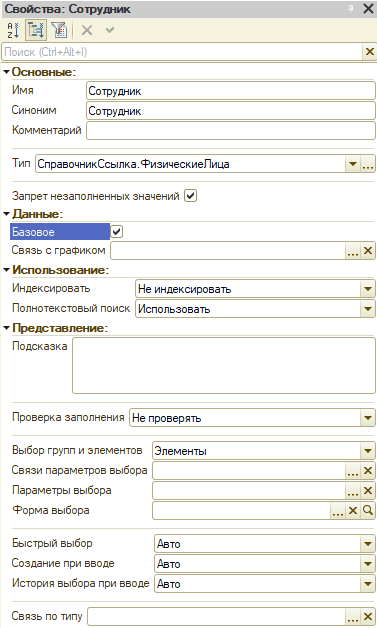 Свойства: Сотрудник
Поиск (Ctrl+Alt+I)
Основные:
Имя Сотрудник
Синоним Сотрудник
Комментарий
Тип СправочникСсылка.ФизическиеЛица
Запрет незаполненных значений
Данные:
Базовое
Связь с графиком
Использование:
Индексировать Не индексировать
Полнотекстовый поиск Использовать
Представление:
Подсказка
Проверка заполнения Не проверять
Выбор групп и элементов Элементы
Связи параметров выбора
Параметры выбора
Форма выбора
Быстрый выбор Авто
Создание при вводе Авто
История выбора при вводе Авто
Связь по типу